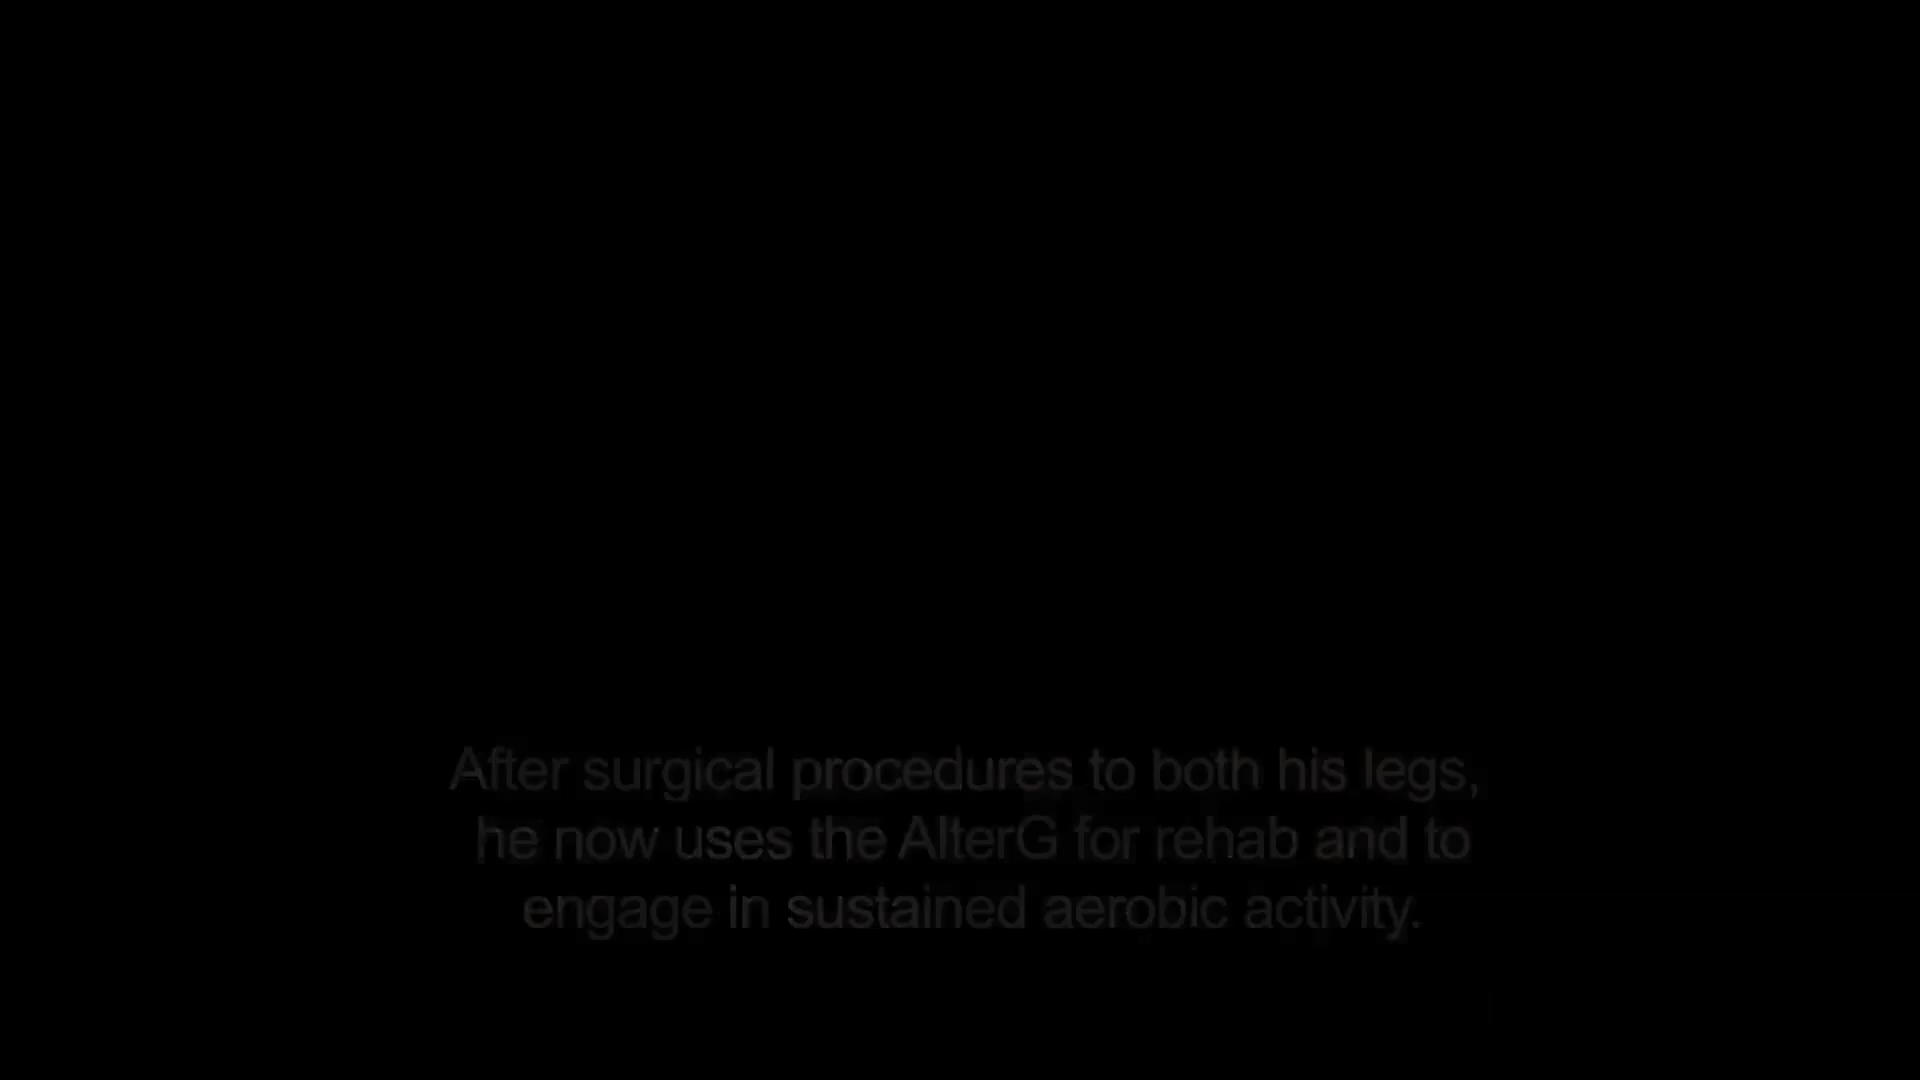 After surgical procedures to both his legs,
he now uses the AlterG for rehab and to
engage in sustained aerobic activity.